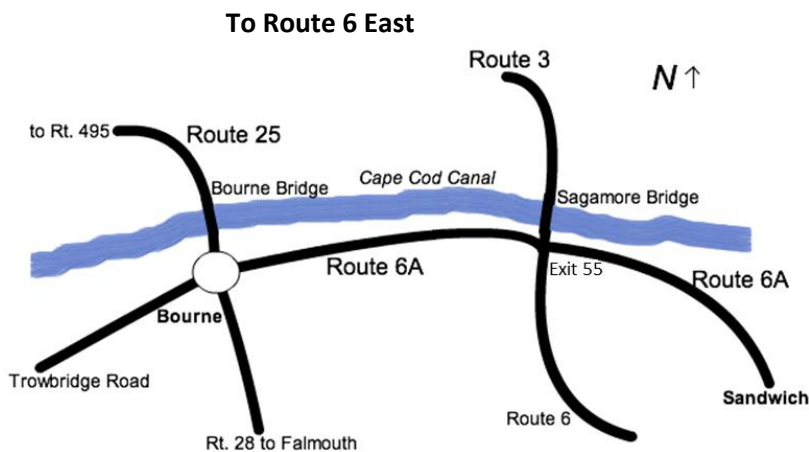 To Route 6 East
Route 3
N ↑
to Rt. 495
Route 25
Bourne Bridge
Cape Cod Canal
Sagamore Bridge
Route 6A
Exit 55
Route 6A
Bourne
Trowbridge Road
Sandwich
Route 6
Rt. 28 to Falmouth